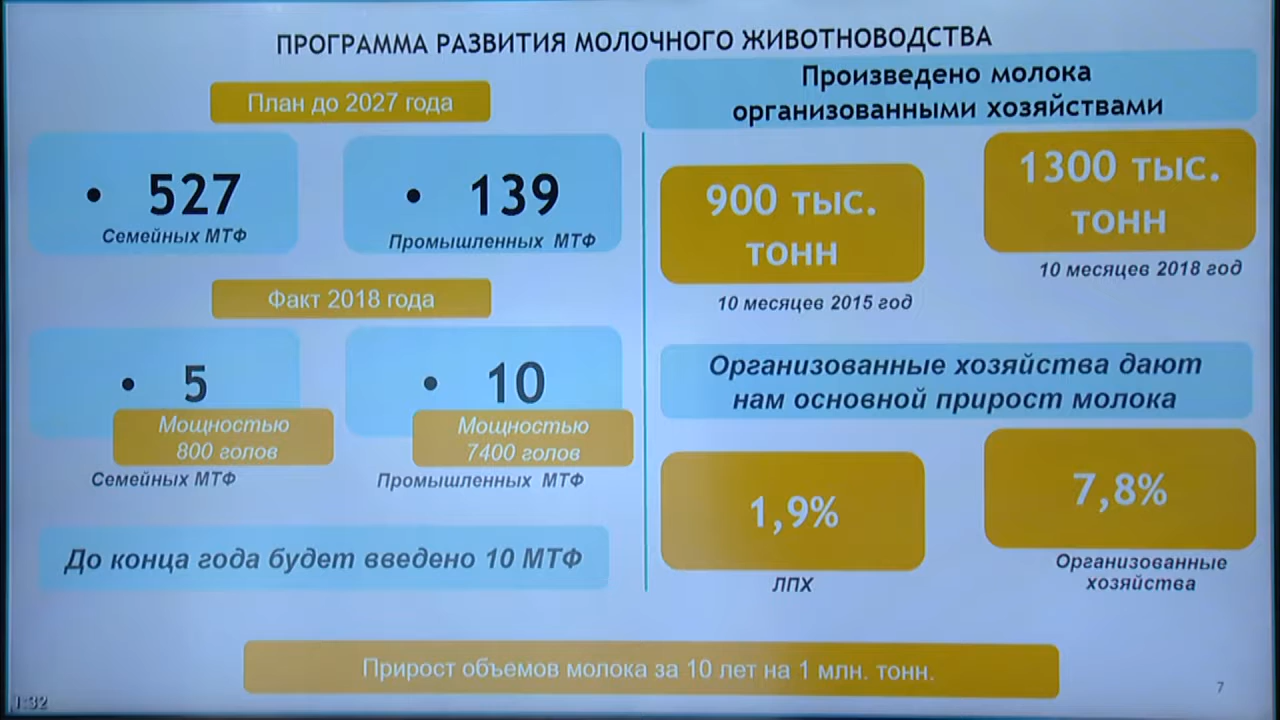 ПРОГРАММА РАЗВИТИЯ МОЛОЧНОГО ЖИВОТНОВОДСТВА
План до 2027 года
• 527
Семейных МТФ
• 139
Промышленных МТФ
Факт 2018 года
• 5
Мощностью
800 голов
Семейных МТФ
• 10
Мощностью
7400 голов
Промышленных МТФ
До конца года будет введено 10 МТФ
Произведено молока
организованными хозяйствами
900 тыс.
тонн
10 месяцев 2015 год
1300 тыс.
тонн
10 месяцев 2018 год
Организованные хозяйства дают
нам основной прирост молока
1,9%
ЛПХ
7,8%
Организованные
хозяйства
Прирост объемов молока за 10 лет на 1 млн. тонн.
7
1:32